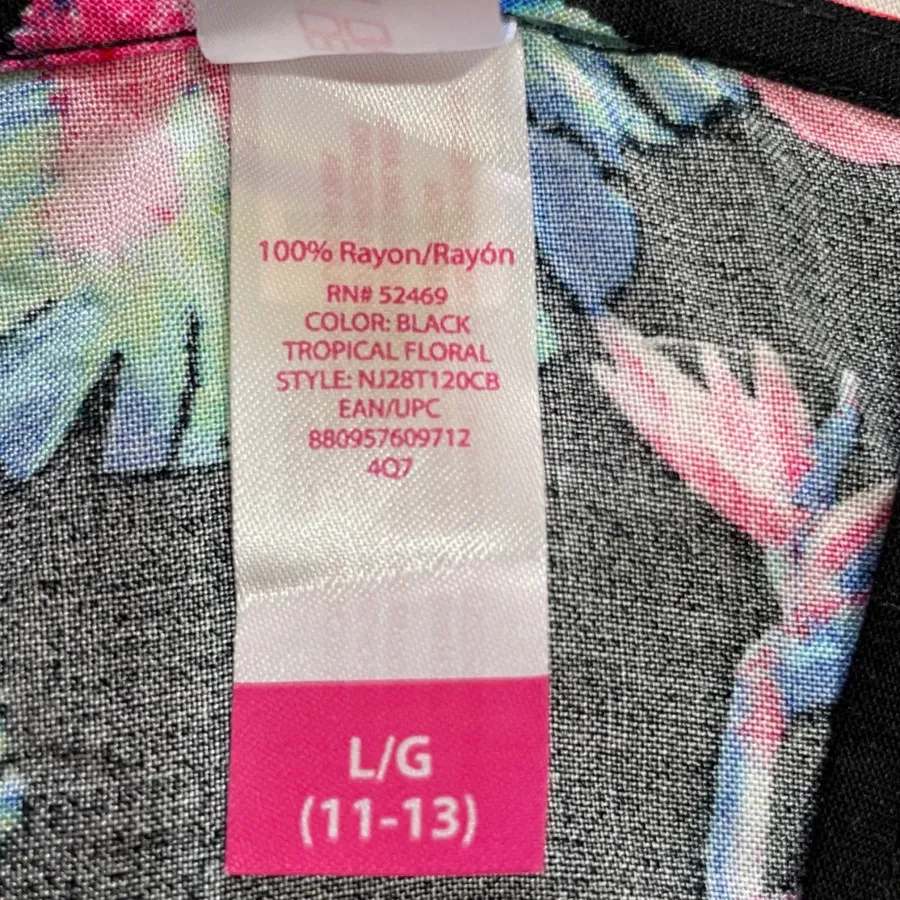 100% Rayon/Rayón
RN# 52469
COLOR: BLACK
TROPICAL FLORAL
STYLE: NJ28T120CB
EAN/UPC
880957609712
4Q7
L/G
(11-13)